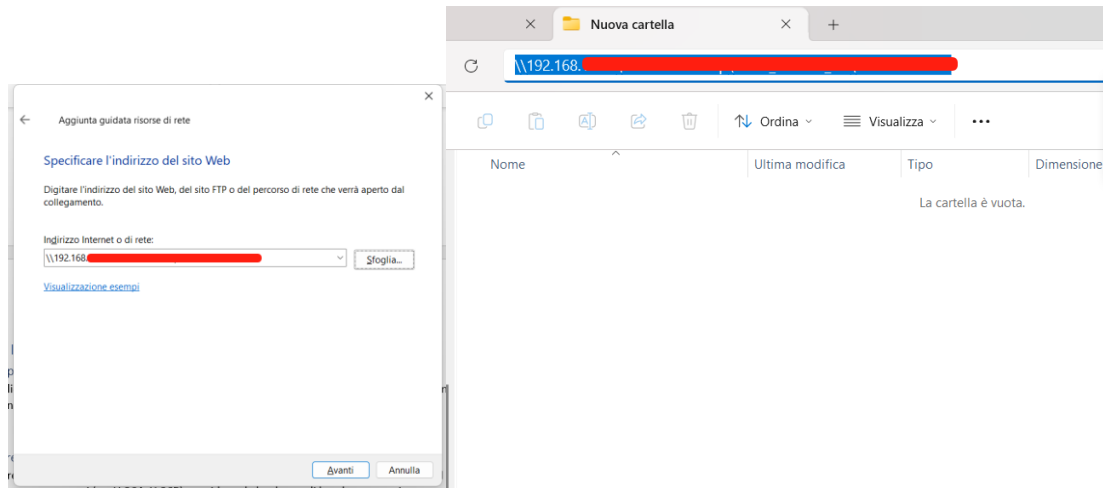 Aggiunta guidata risorse di rete
Specificare l'indirizzo del sito Web
Digitare l'indirizzo del sito Web, del sito FTP o del percorso di rete che verrà aperto dal
collegamento.
Indirizzo Internet o di rete:
\\192.168.
Sfoglia...
Visualizzazione esempi
Avanti
Annulla
Nuova cartella
\\192.168.
Ordina
Visualizza
Nome
Ultima modifica
Tipo
Dimensione
La cartella è vuota.